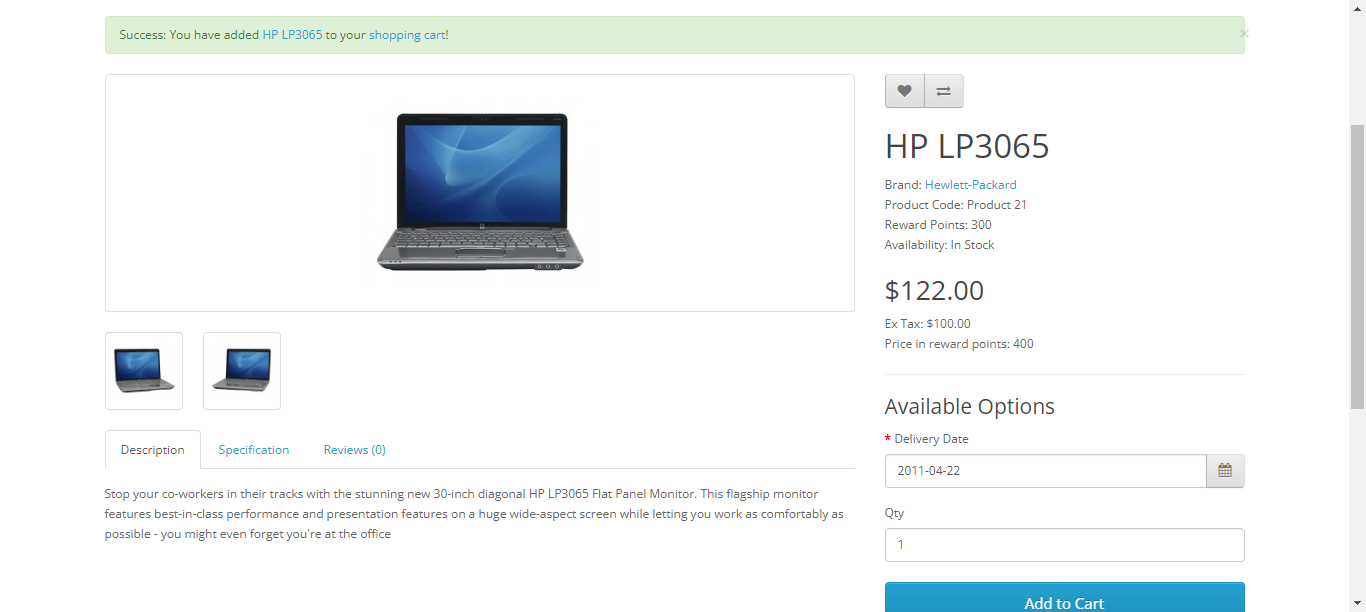 Success: You have added HP LP3065 to your shopping cart!
×
HP LP3065
Brand: Hewlett-Packard
Product Code: Product 21
Reward Points: 300
Availability: In Stock
$122.00
Ex Tax: $100.00
Price in reward points: 400
Available Options
* Delivery Date
2011-04-22
Qty
1
Add to Cart
Description
Specification
Reviews (0)
Stop your co-workers in their tracks with the stunning new 30-inch diagonal HP LP3065 Flat Panel Monitor. This flagship monitor
features best-in-class performance and presentation features on a huge wide-aspect screen while letting you work as comfortably as
possible - you might even forget you're at the office